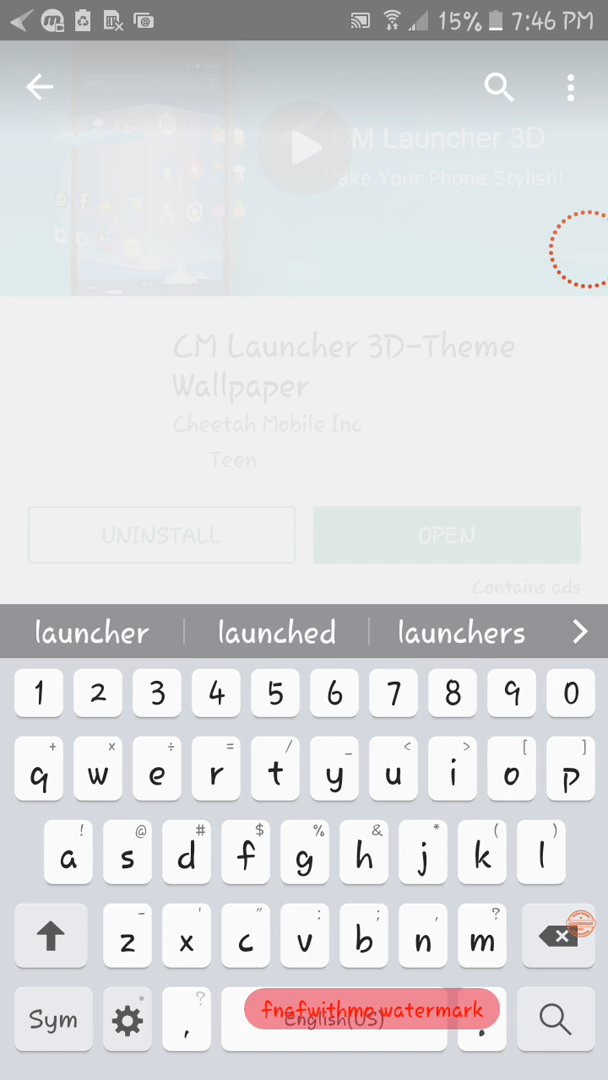 15% 7:46 PM
CM Launcher 3D
Make Your Phone Stylish!
CM Launcher 3D-Theme
Wallpaper
Cheetah Mobile Inc
Teen
UNINSTALL OPEN
Contains ads
launcher launched launchers
1 2 3 4 5 6 7 8 9 0
+ × ÷ = / _ < > [ ]
q w e r t y u i o p
! @ # $ % & * ( )
a s d f g h j k l
- ' " : ; , ?
z x c v b n m
?
Sym , English(US) .
fnafwithmc watermark